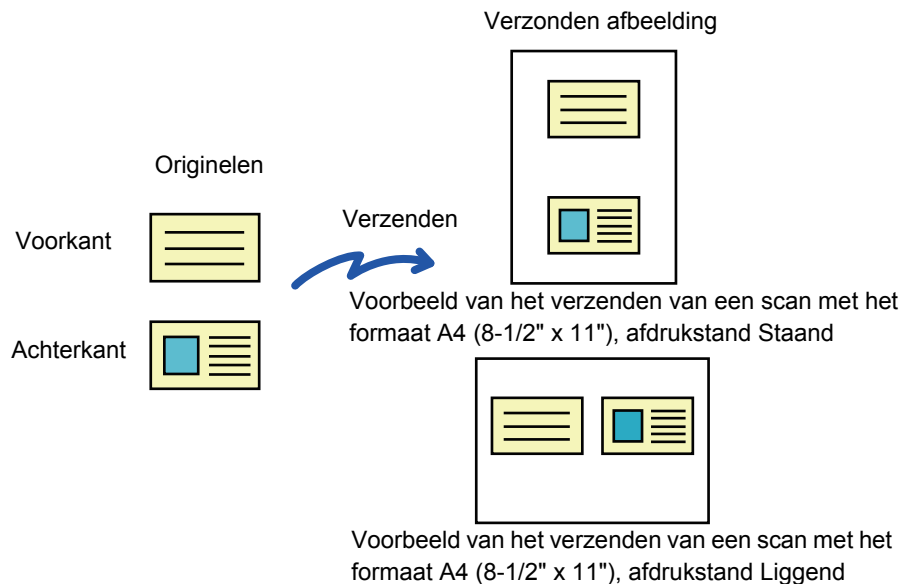 Verzonden afbeelding
Originelen
Voorkant
Verzenden
Achterkant
Voorbeeld van het verzenden van een scan met het
formaat A4 (8-1/2" x 11"), afdrukstand Staand
Voorbeeld van het verzenden van een scan met het
formaat A4 (8-1/2" x 11"), afdrukstand Liggend